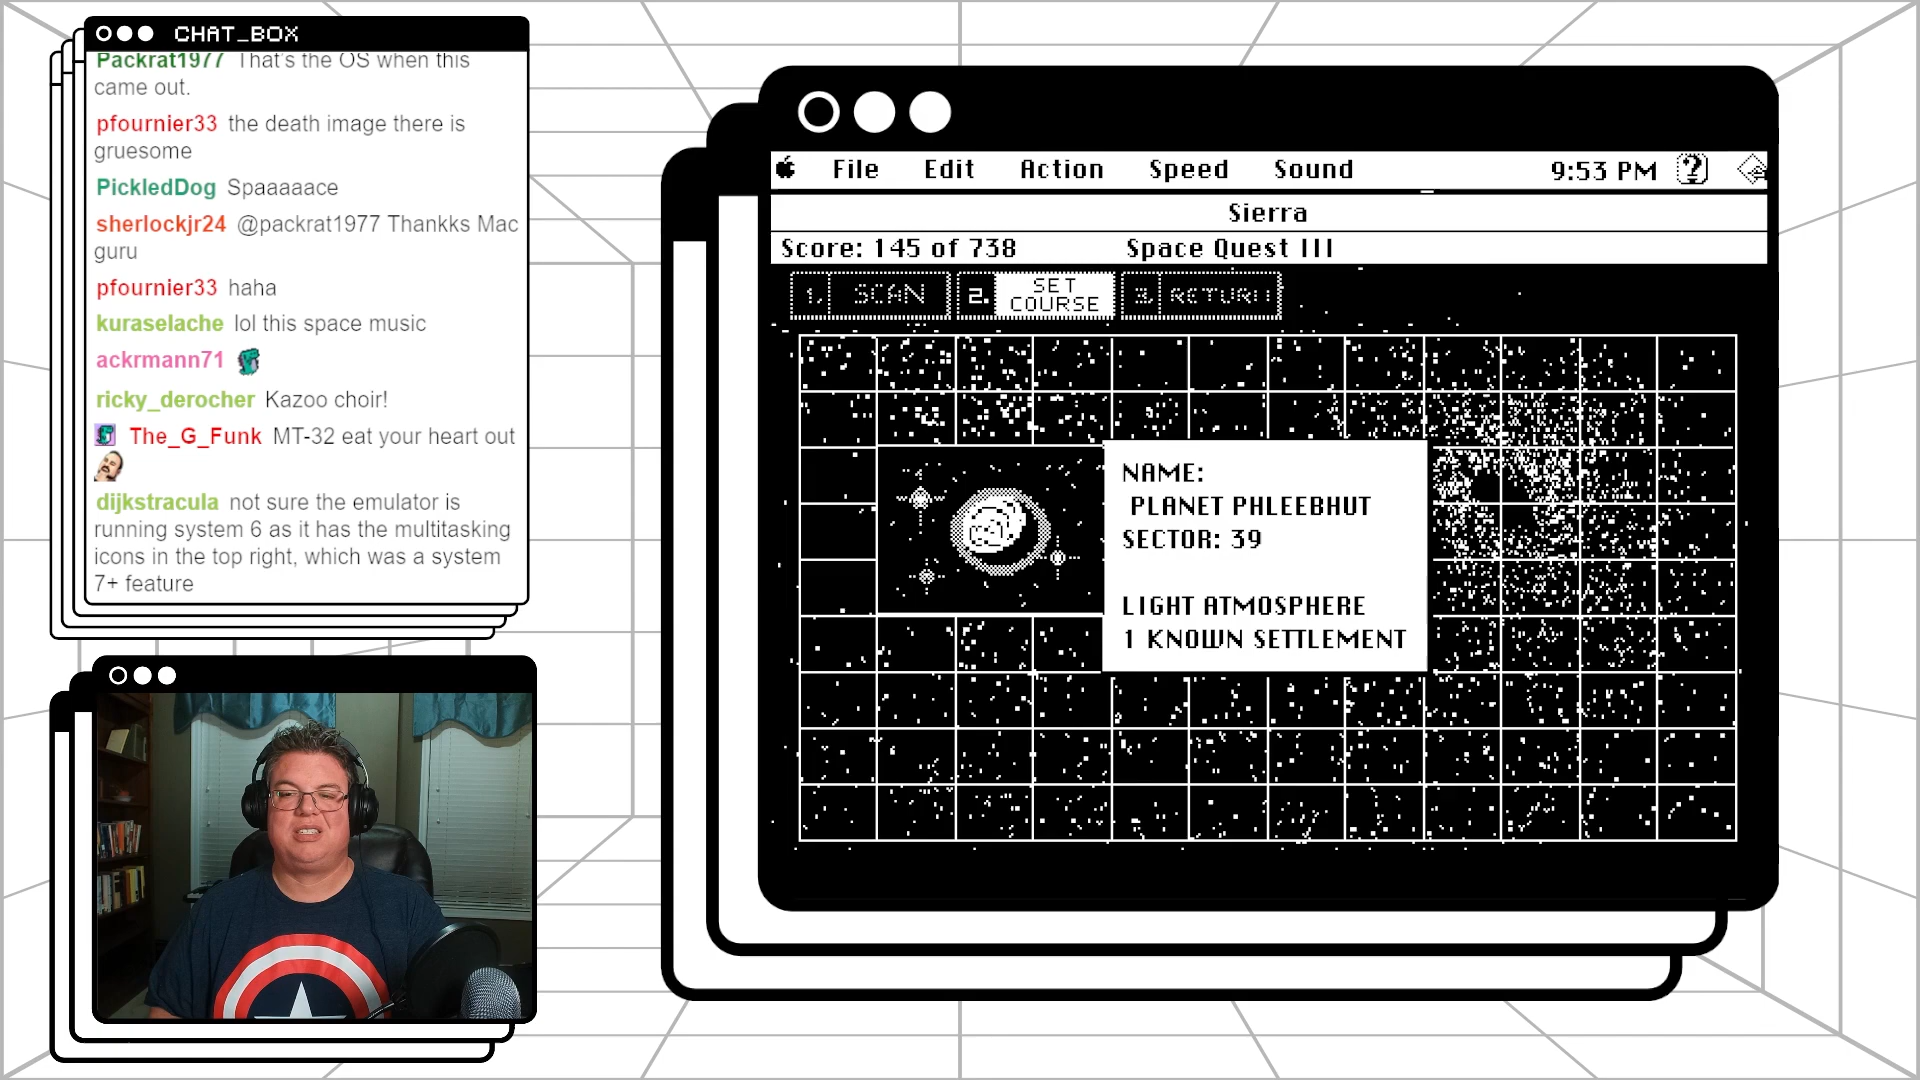 CHAT_BOX
Packrat1977 That's the OS when this
came out.
pfournier33 the death image there is
gruesome
PickledDog Spaaaaace
sherlockjr24 @packrat1977 Thankks Mac
guru
pfournier33 haha
kuraselache lol this space music
ackrmann71
ricky_derocher Kazoo choir!
The_G_Funk MT-32 eat your heart out
dijkstracula not sure the emulator is
running system 6 as it has the multitasking
icons in the top right, which was a system
7+ feature
File Edit Action Speed Sound 9:53 PM
Sierra
Score: 145 of 738 Space Quest III
1. SCAN 2. SET COURSE 3. RETURN
NAME:
PLANET PHLEEBHUT
SECTOR: 39
LIGHT ATMOSPHERE
1 KNOWN SETTLEMENT